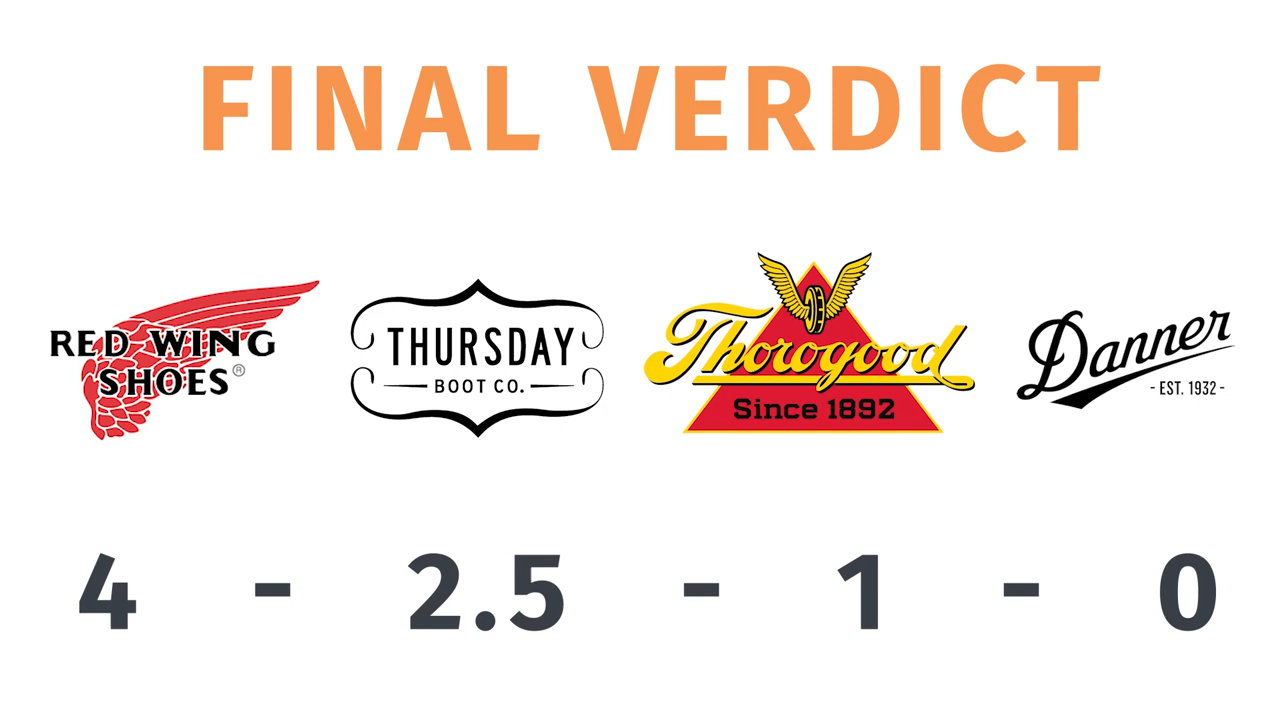 FINAL VERDICT
RED WING
SHOES®
THURSDAY
BOOT CO.
Thorogood
Since 1892
Danner
- EST. 1932 -
4 - 2.5 - 1 - 0